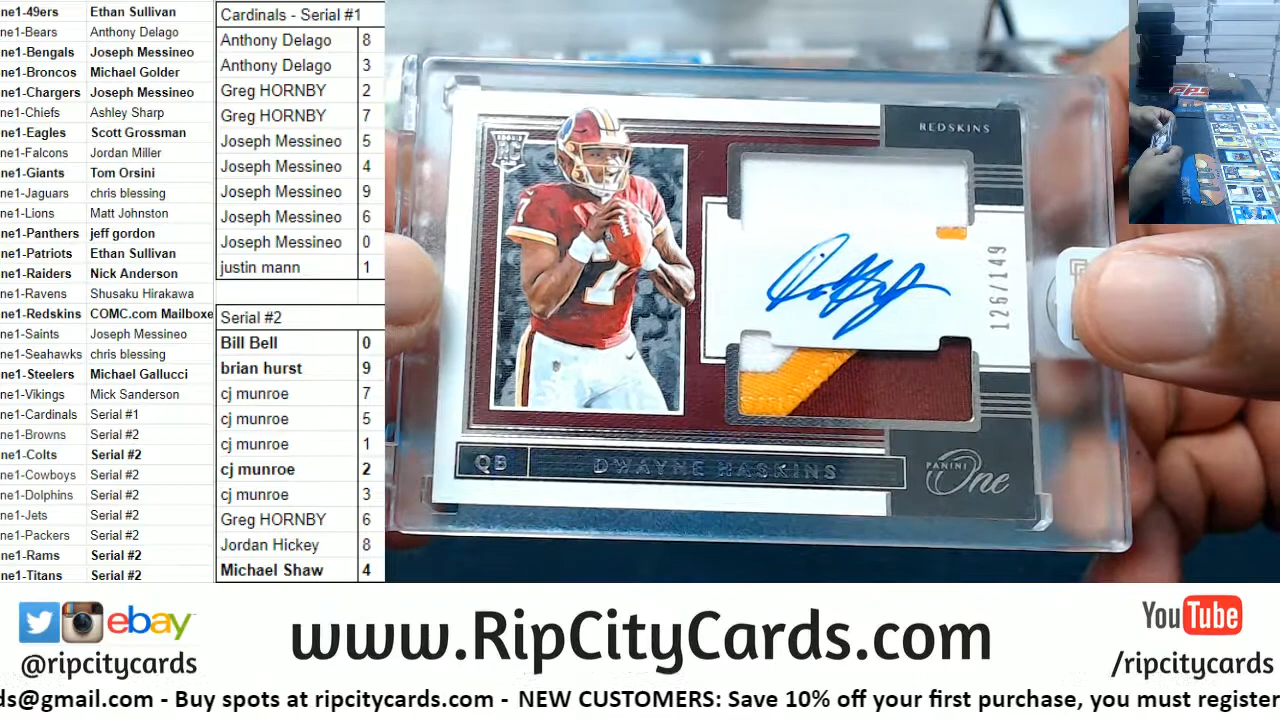 ne1-49ers Ethan Sullivan
ne1-Bears Anthony Delago
ne1-Bengals Joseph Messineo
ne1-Broncos Michael Golder
ne1-Chargers Joseph Messineo
ne1-Chiefs Ashley Sharp
ne1-Eagles Scott Grossman
ne1-Falcons Jordan Miller
ne1-Giants Tom Orsini
ne1-Jaguars chris blessing
ne1-Lions Matt Johnston
ne1-Panthers jeff gordon
ne1-Patriots Ethan Sullivan
ne1-Raiders Nick Anderson
ne1-Ravens Shusaku Hirakawa
ne1-Redskins COMC.com Mailboxe
ne1-Saints Joseph Messineo
ne1-Seahawks chris blessing
ne1-Steelers Michael Gallucci
ne1-Vikings Mick Sanderson
ne1-Cardinals Serial #1
ne1-Browns Serial #2
ne1-Colts Serial #2
ne1-Cowboys Serial #2
ne1-Dolphins Serial #2
ne1-Jets Serial #2
ne1-Packers Serial #2
ne1-Rams Serial #2
ne1-Titans Serial #2
Cardinals - Serial #1
Anthony Delago 8
Anthony Delago 3
Greg HORNBY 2
Greg HORNBY 7
Joseph Messineo 5
Joseph Messineo 4
Joseph Messineo 9
Joseph Messineo 6
Joseph Messineo 0
justin mann 1
Serial #2
Bill Bell 0
brian hurst 9
cj munroe 7
cj munroe 5
cj munroe 1
cj munroe 2
cj munroe 3
Greg HORNBY 6
Jordan Hickey 8
Michael Shaw 4
RC
REDSKINS
7
7
126/149
QB DWAYNE HASKINS
PANINI
One
ebay
@ripcitycards
www.RipCityCards.com
YouTube
/ripcitycards
ds@gmail.com - Buy spots at ripcitycards.com - NEW CUSTOMERS: Save 10% off your first purchase, you must register